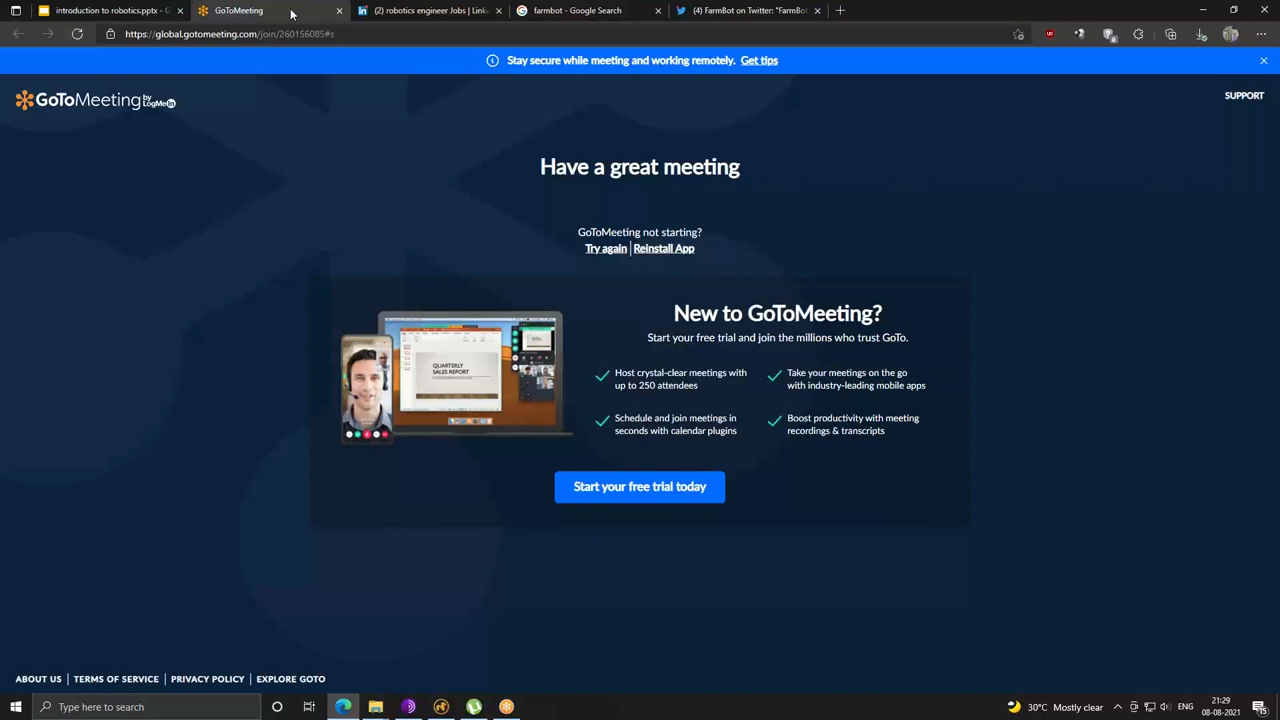 introduction to robotics.pptx - G
GoToMeeting
(2) robotics engineer Jobs | Link
farmbot - Google Search
(4) FarmBot on Twitter: "FarmBot
https://global.gotomeeting.com/join/260156085#s
Stay secure while meeting and working remotely. Get tips
GoToMeeting by LogMeIn
SUPPORT
Have a great meeting
GoToMeeting not starting?
Try again | Reinstall App
QUARTERLY
SALES REPORT
New to GoToMeeting?
Start your free trial and join the millions who trust GoTo.
Host crystal-clear meetings with
up to 250 attendees
Take your meetings on the go
with industry-leading mobile apps
Schedule and join meetings in
seconds with calendar plugins
Boost productivity with meeting
recordings & transcripts
Start your free trial today
ABOUT US | TERMS OF SERVICE | PRIVACY POLICY | EXPLORE GOTO
Type here to search
30°C Mostly clear
ENG
21:29
08-08-2021